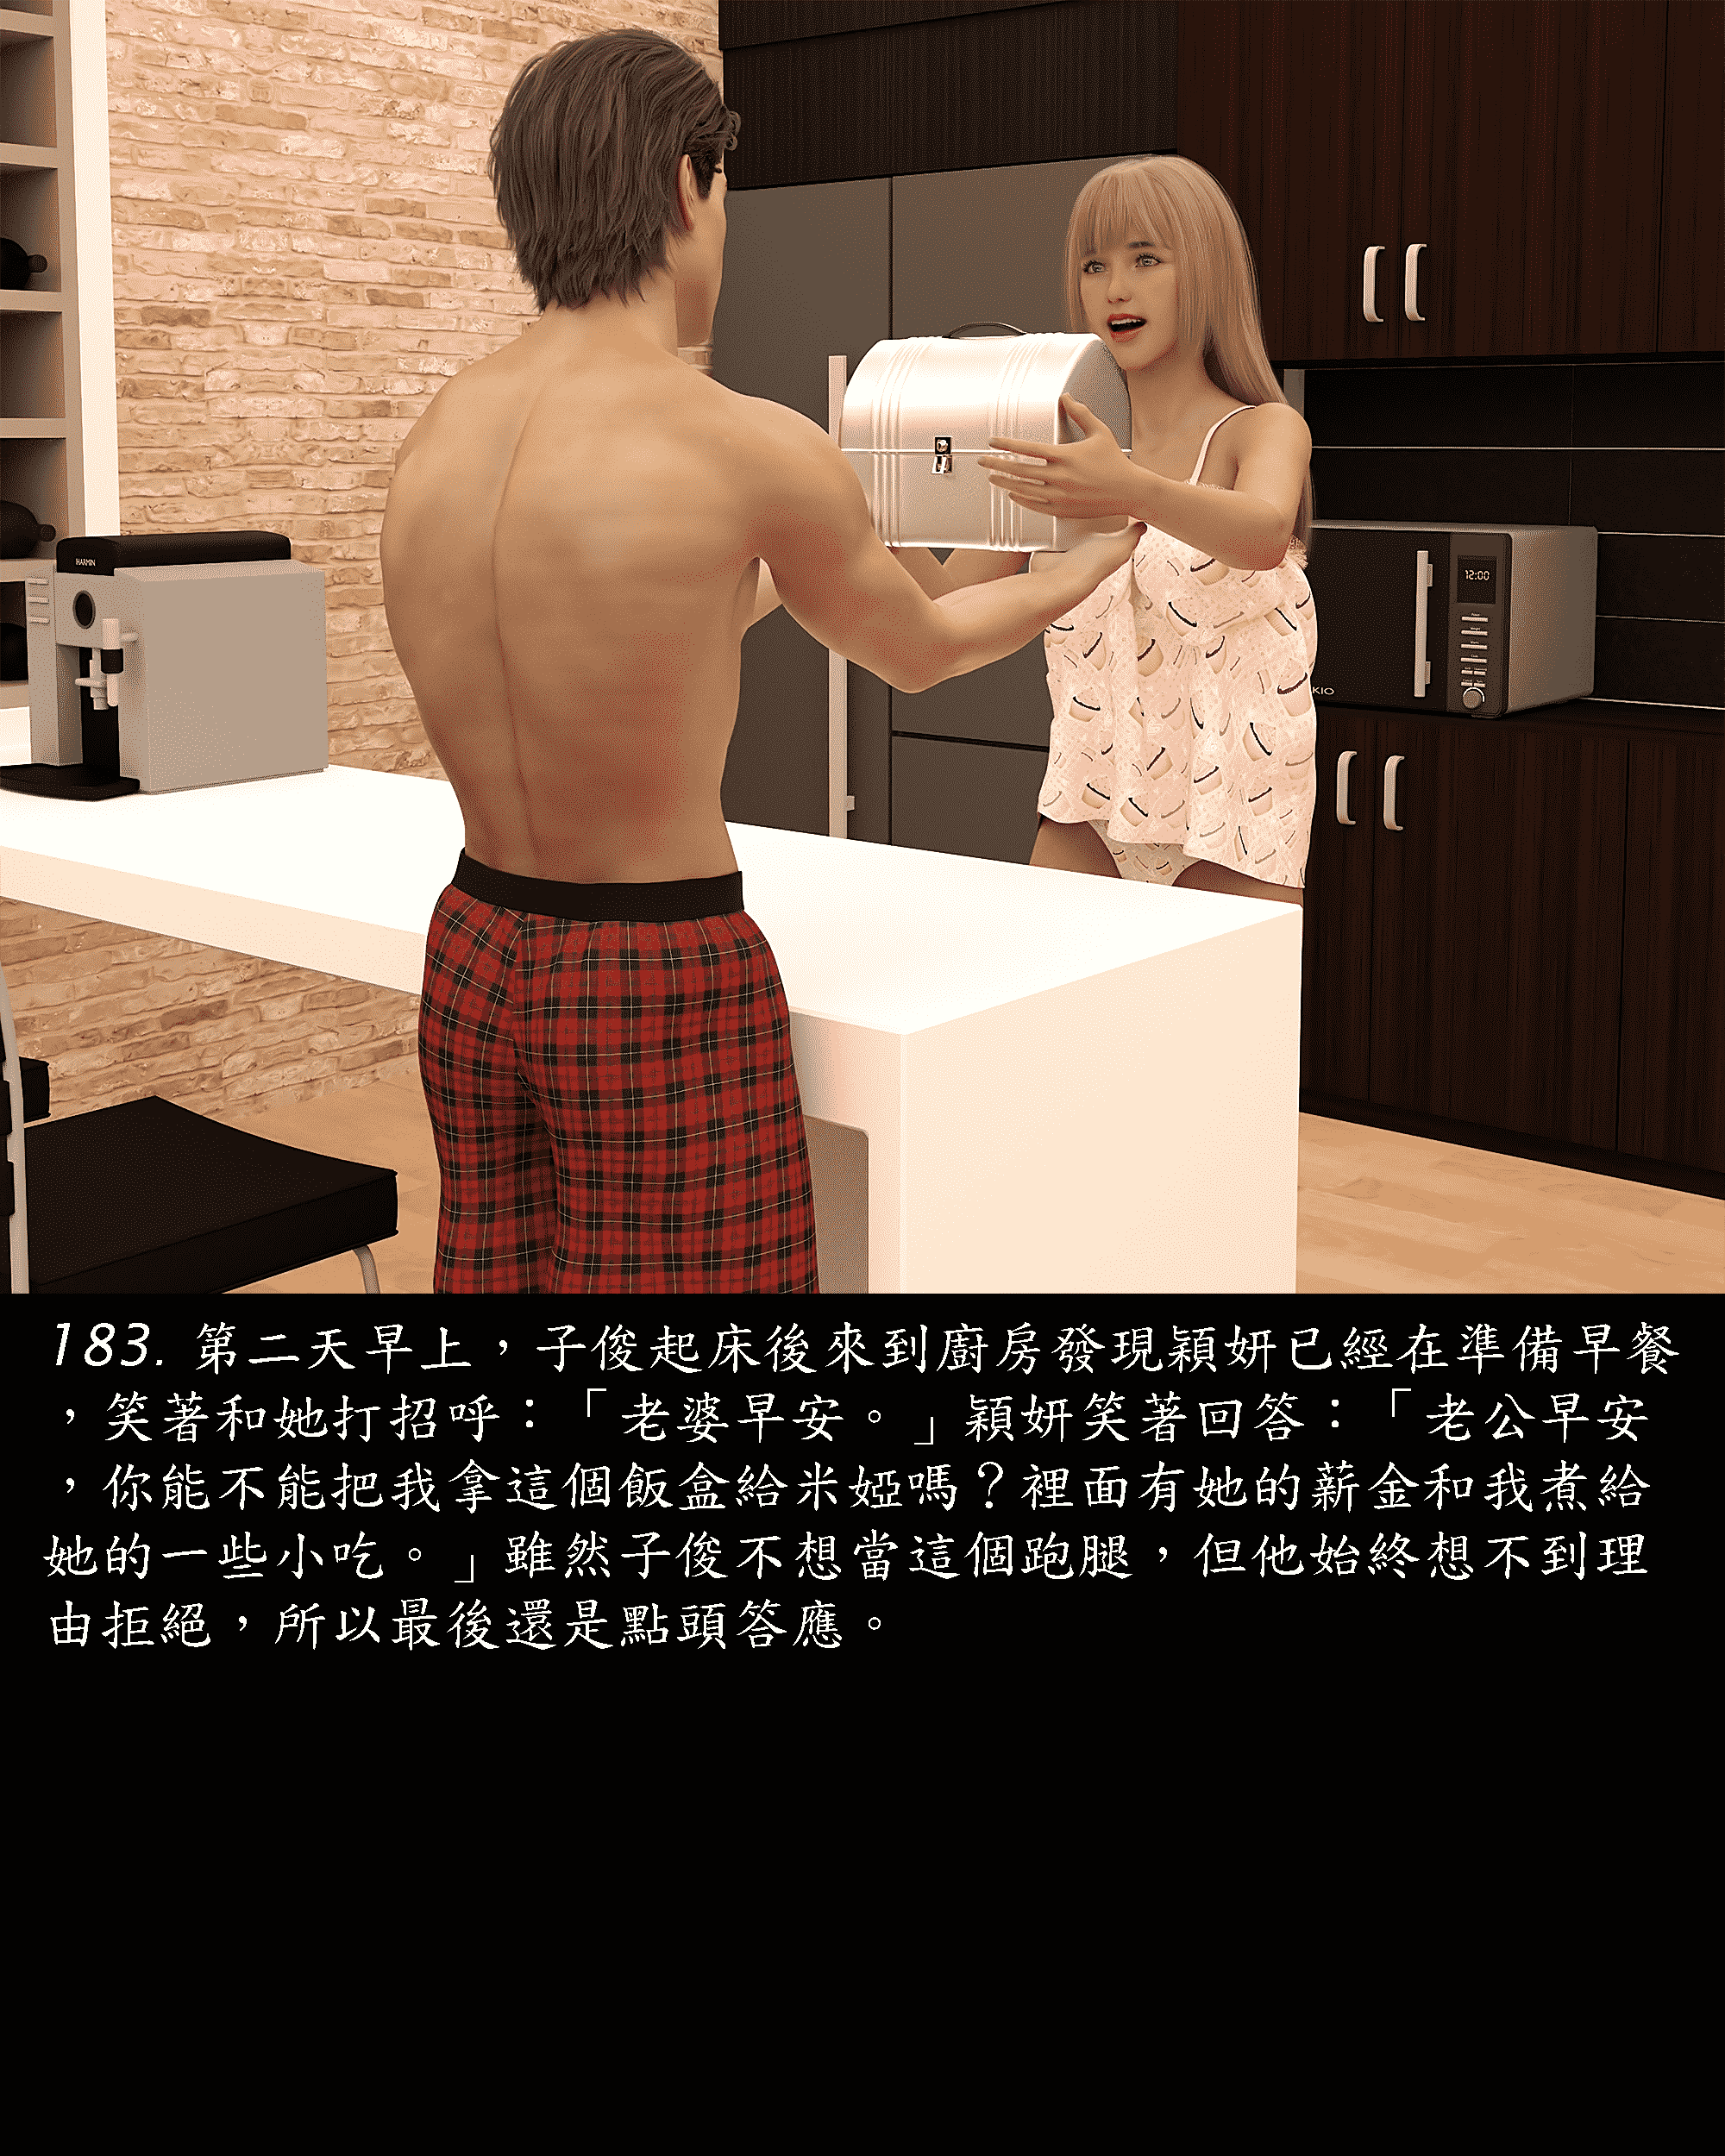 HARMIN
12:00
KIO
183. 第二天早上，子俊起床後來到廚房發現穎妍已經在準備早餐
，笑著和她打招呼：「老婆早安。」穎妍笑著回答：「老公早安
，你能不能把我拿這個飯盒給米婭嗎？裡面有她的薪金和我煮給
她的一些小吃。」雖然子俊不想當這個跑腿，但他始終想不到理
由拒絕，所以最後還是點頭答應。